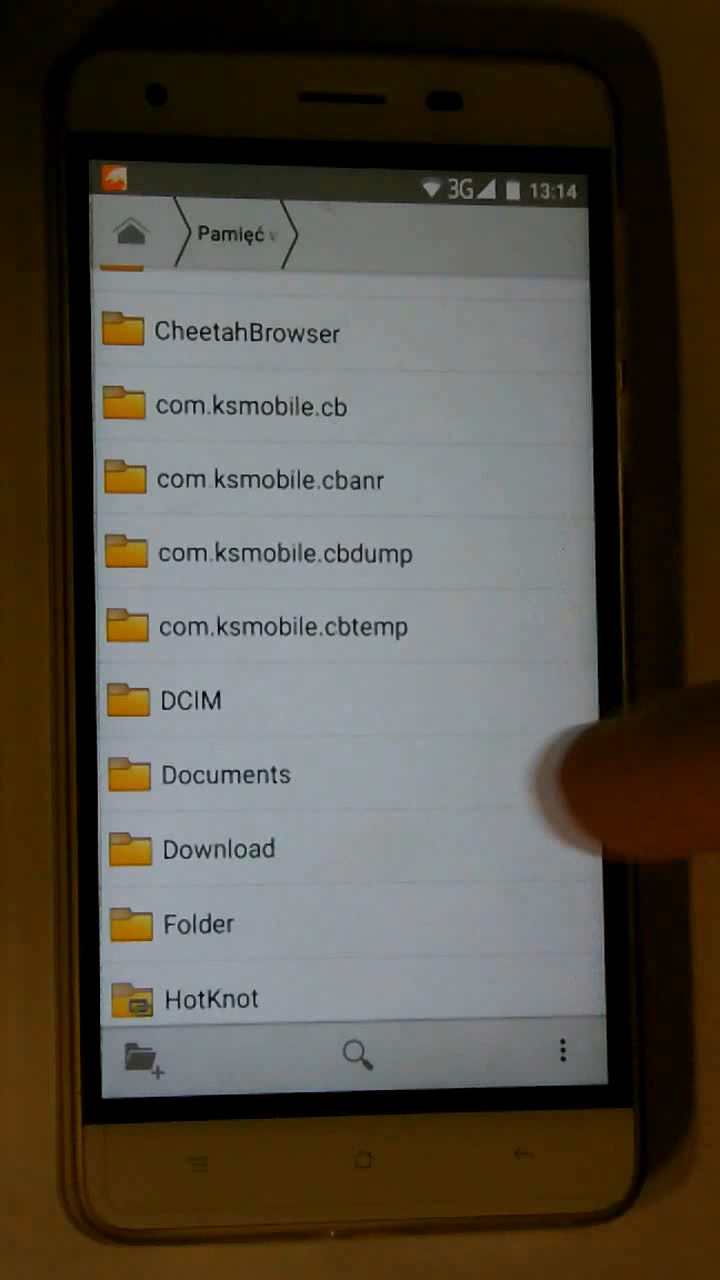 3G 13:14
Pamięć
CheetahBrowser
com.ksmobile.cb
com.ksmobile.cbanr
com.ksmobile.cbdump
com.ksmobile.cbtemp
DCIM
Documents
Download
Folder
HotKnot